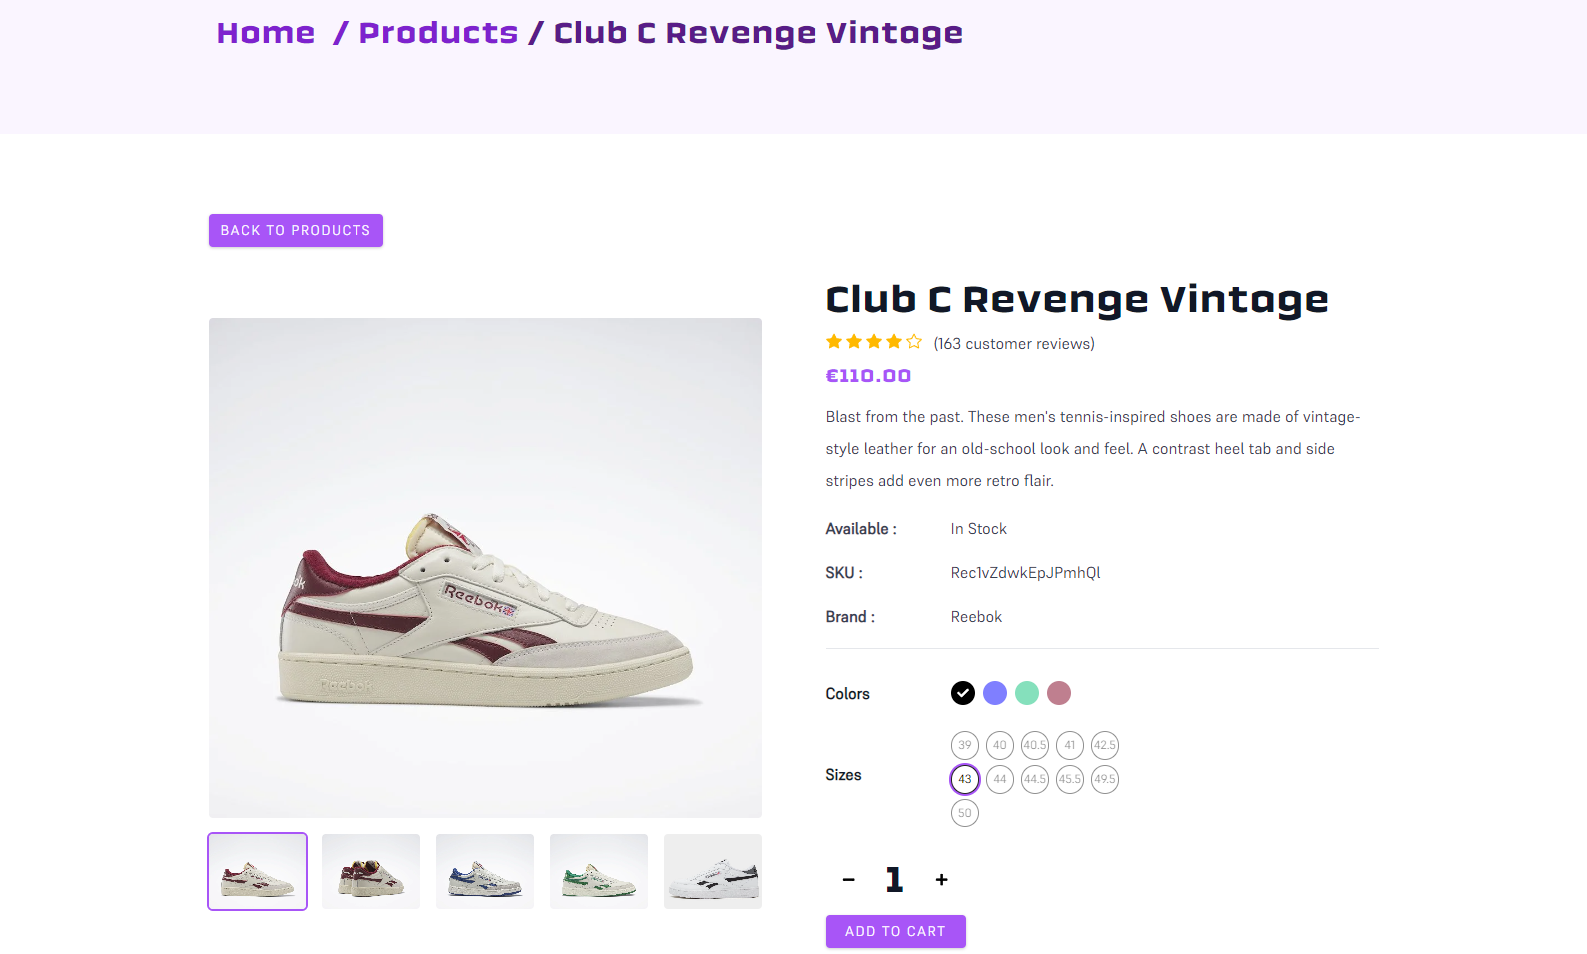 Home / Products / Club C Revenge Vintage
BACK TO PRODUCTS
Club C Revenge Vintage
(163 customer reviews)
€110.00
Blast from the past. These men's tennis-inspired shoes are made of vintage-
style leather for an old-school look and feel. A contrast heel tab and side
stripes add even more retro flair.
Available : In Stock
SKU : Rec1vZdwkEpJPmhQl
Brand : Reebok
Colors
Sizes
39 40 40.5 41 42.5
43 44 44.5 45.5 49.5
50
- 1 +
ADD TO CART
ok
Reebok
Reebok